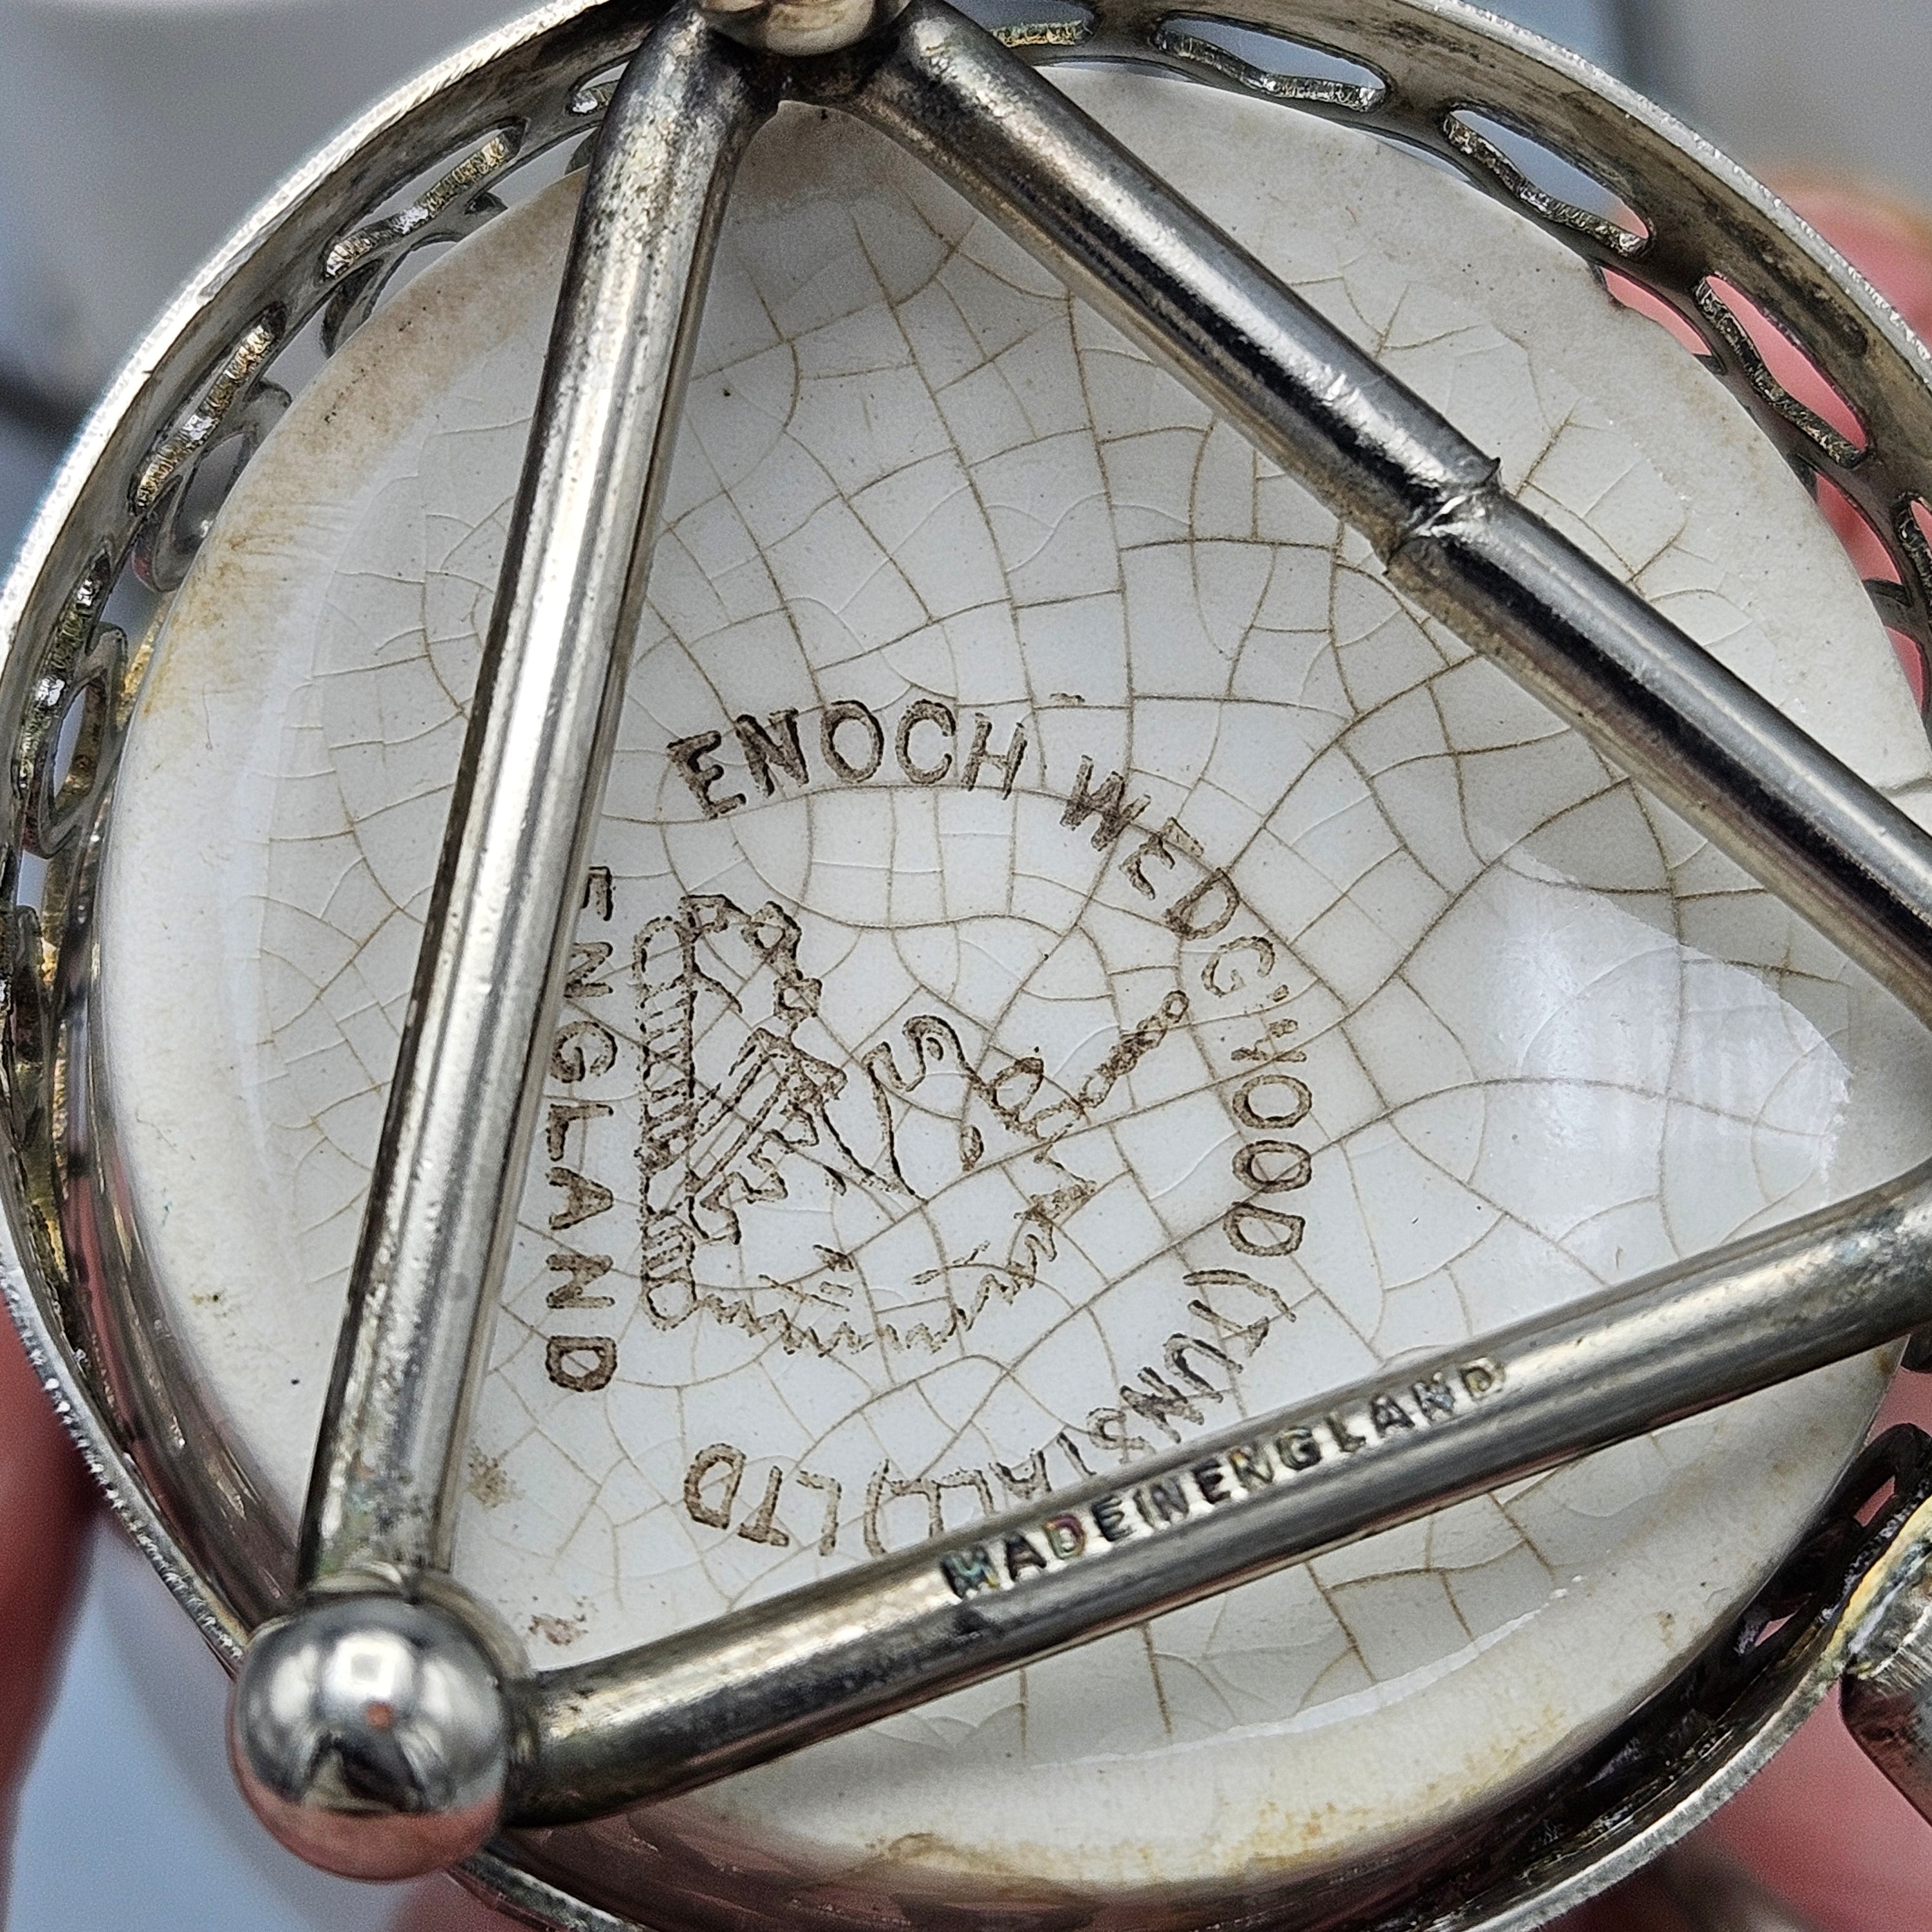 ENOCH WEDGWOOD (TUNSTALL) LTD
ENGLAND
MADE IN ENGLAND